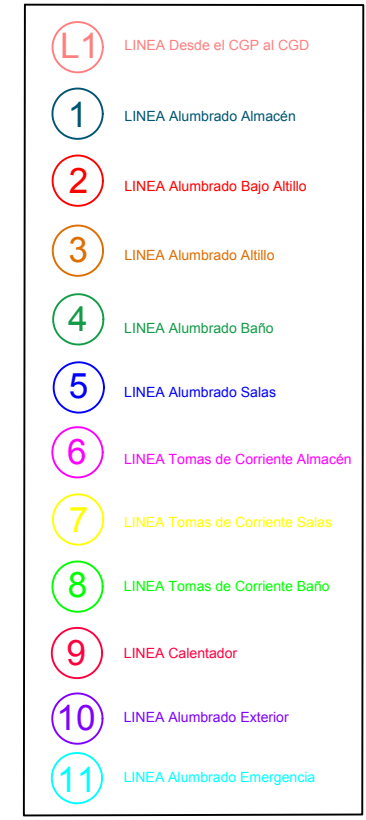 L1 LINEA Desde el CGP al CGD
1 LINEA Alumbrado Almacén
2 LINEA Alumbrado Bajo Altillo
3 LINEA Alumbrado Altillo
4 LINEA Alumbrado Baño
5 LINEA Alumbrado Salas
6 LINEA Tomas de Corriente Almacén
7 LINEA Tomas de Corriente Salas
8 LINEA Tomas de Corriente Baño
9 LINEA Calentador
10 LINEA Alumbrado Exterior
11 LINEA Alumbrado Emergencia